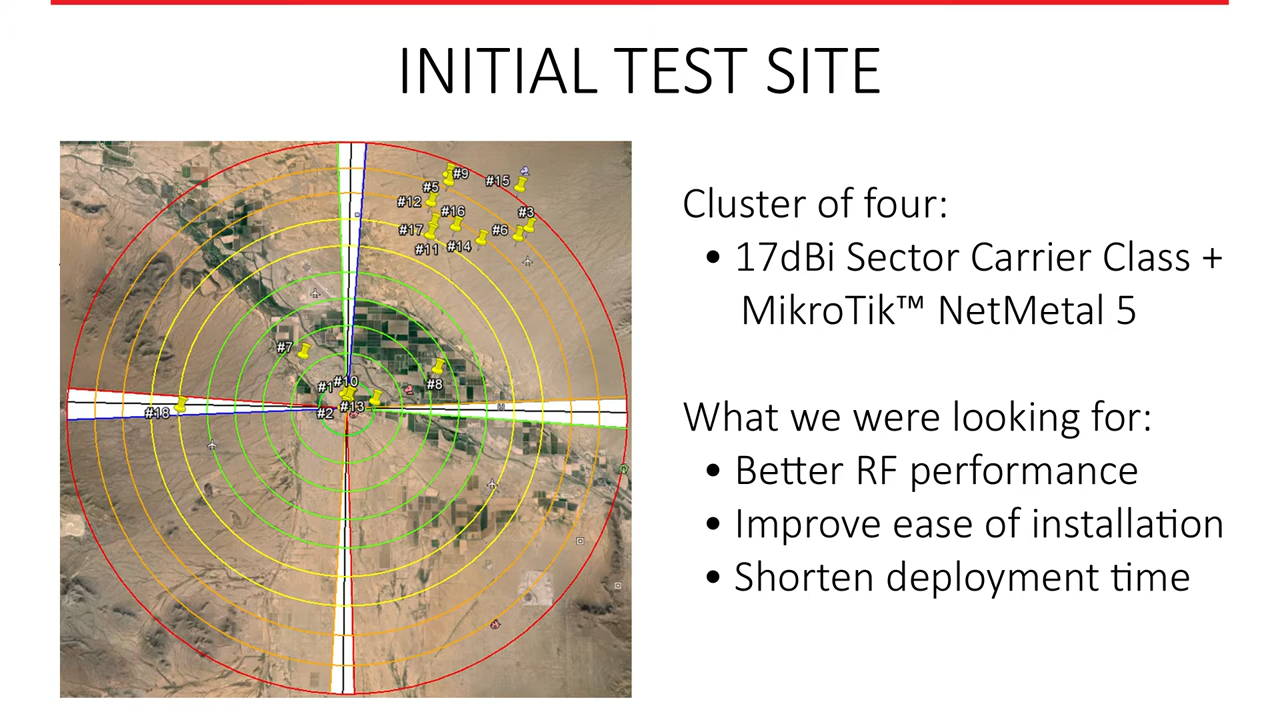 INITIAL TEST SITE
#9
#15
#5
#12
#16
#3
#17
#6
#11
#14
#7
#1
#10
#8
#18
#2
#13
Cluster of four:
• 17dBi Sector Carrier Class +
MikroTik™ NetMetal 5
What we were looking for:
• Better RF performance
• Improve ease of installation
• Shorten deployment time